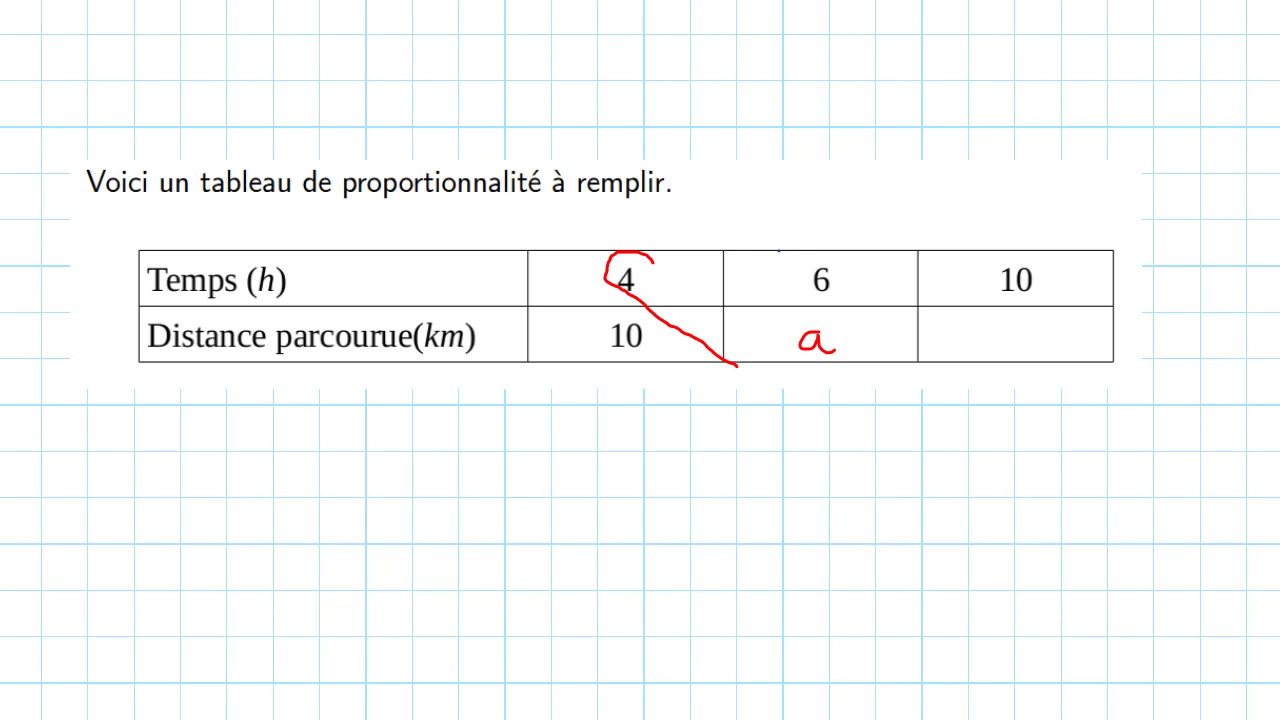 Voici un tableau de proportionnalité à remplir.
Temps (h) 4 6 10
Distance parcourue(km) 10 a